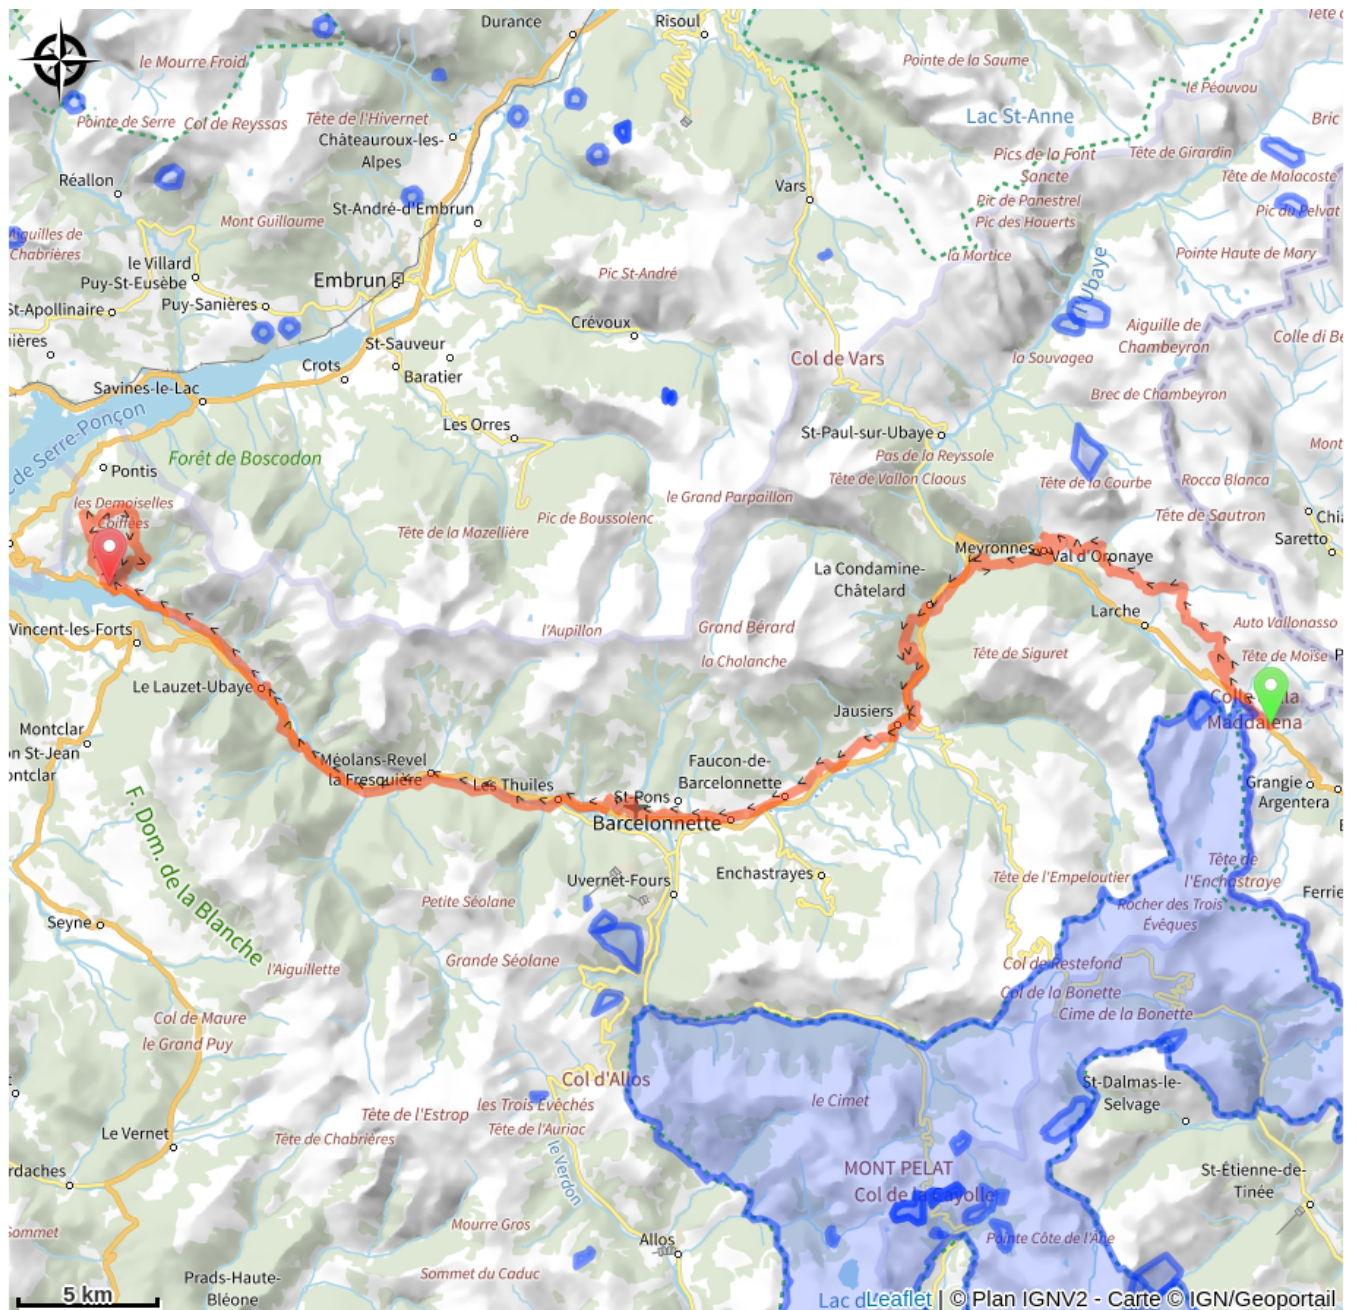 Durance
Risoul
le Mourre Froid
Pointe de la Saume
le Péouvou
Pointe de Serre
Col de Reyssas
Tête de l'Hivernet
Châteauroux-les-
Alpes
Lac St-Anne
Bric
Pics de la Font
Sancte
Tête de Girardin
Réallon
Vars
Tête de Malacoste
St-André-d'Embrun
Mont Guillaume
Pic de Panestrel
Pic des Houerts
Pic du Pelvat
Aiguilles de
Chabrières
le Villard
Puy-St-Eusèbe
Pic St-André
la Mortice
Pointe Haute de Mary
Embrun
l'Ubaye
St-Apollinaire
Puy-Sanières
Crévoux
Aiguille de
Chambeyron
St-Sauveur
Col de Vars
la Souvagea
Crots
Baratier
Savines-le-Lac
Brec de Chambeyron
Les Orres
St-Paul-sur-Ubaye
de Serre-Ponçon
Forêt de Boscodon
Pas de la Reyssole
Pontis
Tête de Vallon Claous
Tête de la Courbe
Rocca Blanca
les Demoiselles
Coiffées
le Grand Parpaillon
Pic de Boussolenc
Tête de Sautron
Tête de la Mazellière
Saretto
Meyronnes
Val d'Oronaye
La Condamine-
Châtelard
Larche
Vincent-les-Forts
l'Aupillon
Grand Bérard
Auto Vallonasso
la Chalanche
Tête de Siguret
Tête de Moïse
Le Lauzet-Ubaye
Jausiers
Maddalena
Montclar
Méolans-Revel
la Fresquière
Faucon-de-
Barcelonnette
Les Thuiles
St-Pons
Grangie
Argentera
Barcelonnette
F. Dom. de la Blanche
Uvernet-Fours
Enchastrayes
Tête de
l'Enchastraye
Tête de l'Empeloutier
Petite Séolane
Rocher des Trois
Évêques
Seyne
Grande Séolane
l'Aiguillette
Col de Restefond
Col de la Bonette
Cime de la Bonette
Col de Maure
le Grand Puy
Col d'Allos
St-Dalmas-le-
Selvage
les Trois Evêchés
le Cimet
Tête de l'Estrop
Tête de l'Auriac
Tête de Chabrières
Le Vernet
le Verdon
MONT PELAT
Col de la Cayolle
St-Étienne-de-
Tinée
Mourre Gros
Allos
Pointe Côte de l'Âne
Sommet du Caduc
Prads-Haute-
Bléone
5 km
Leaflet | © Plan IGNV2 - Carte © IGN/Geoportail